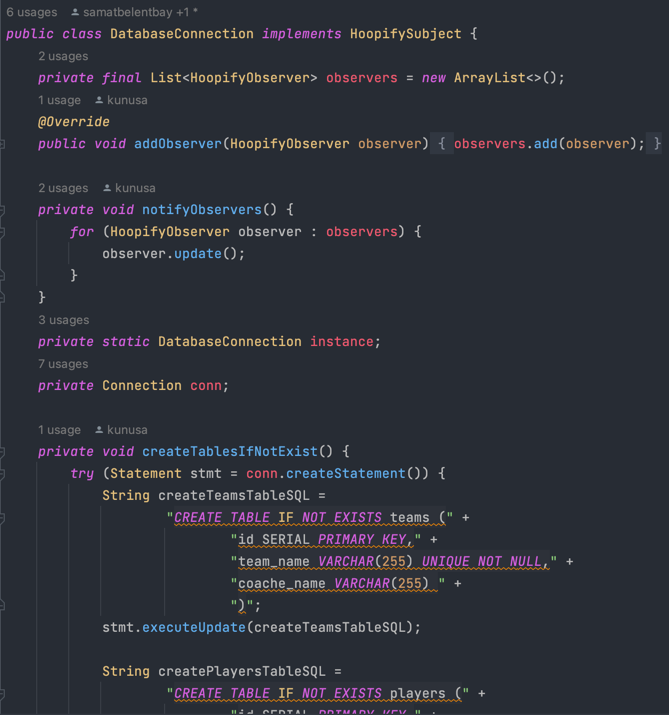 6 usages samatbelentbay +1 *
public class DatabaseConnection implements HoopifySubject {
2 usages
private final List<HoopifyObserver> observers = new ArrayList<>();
1 usage kunusa
@Override
public void addObserver(HoopifyObserver observer) { observers.add(observer); }
2 usages kunusa
private void notifyObservers() {
for (HoopifyObserver observer : observers) {
observer.update();
}
}
3 usages
private static DatabaseConnection instance;
7 usages
private Connection conn;
1 usage kunusa
private void createTablesIfNotExist() {
try (Statement stmt = conn.createStatement()) {
String createTeamsTableSQL =
"CREATE TABLE IF NOT EXISTS teams (" +
"id SERIAL PRIMARY KEY," +
"team_name VARCHAR(255) UNIQUE NOT NULL," +
"coache_name VARCHAR(255) " +
")";
stmt.executeUpdate(createTeamsTableSQL);
String createPlayersTableSQL =
"CREATE TABLE IF NOT EXISTS players (" +
"id SERIAL PRIMARY KEY," +